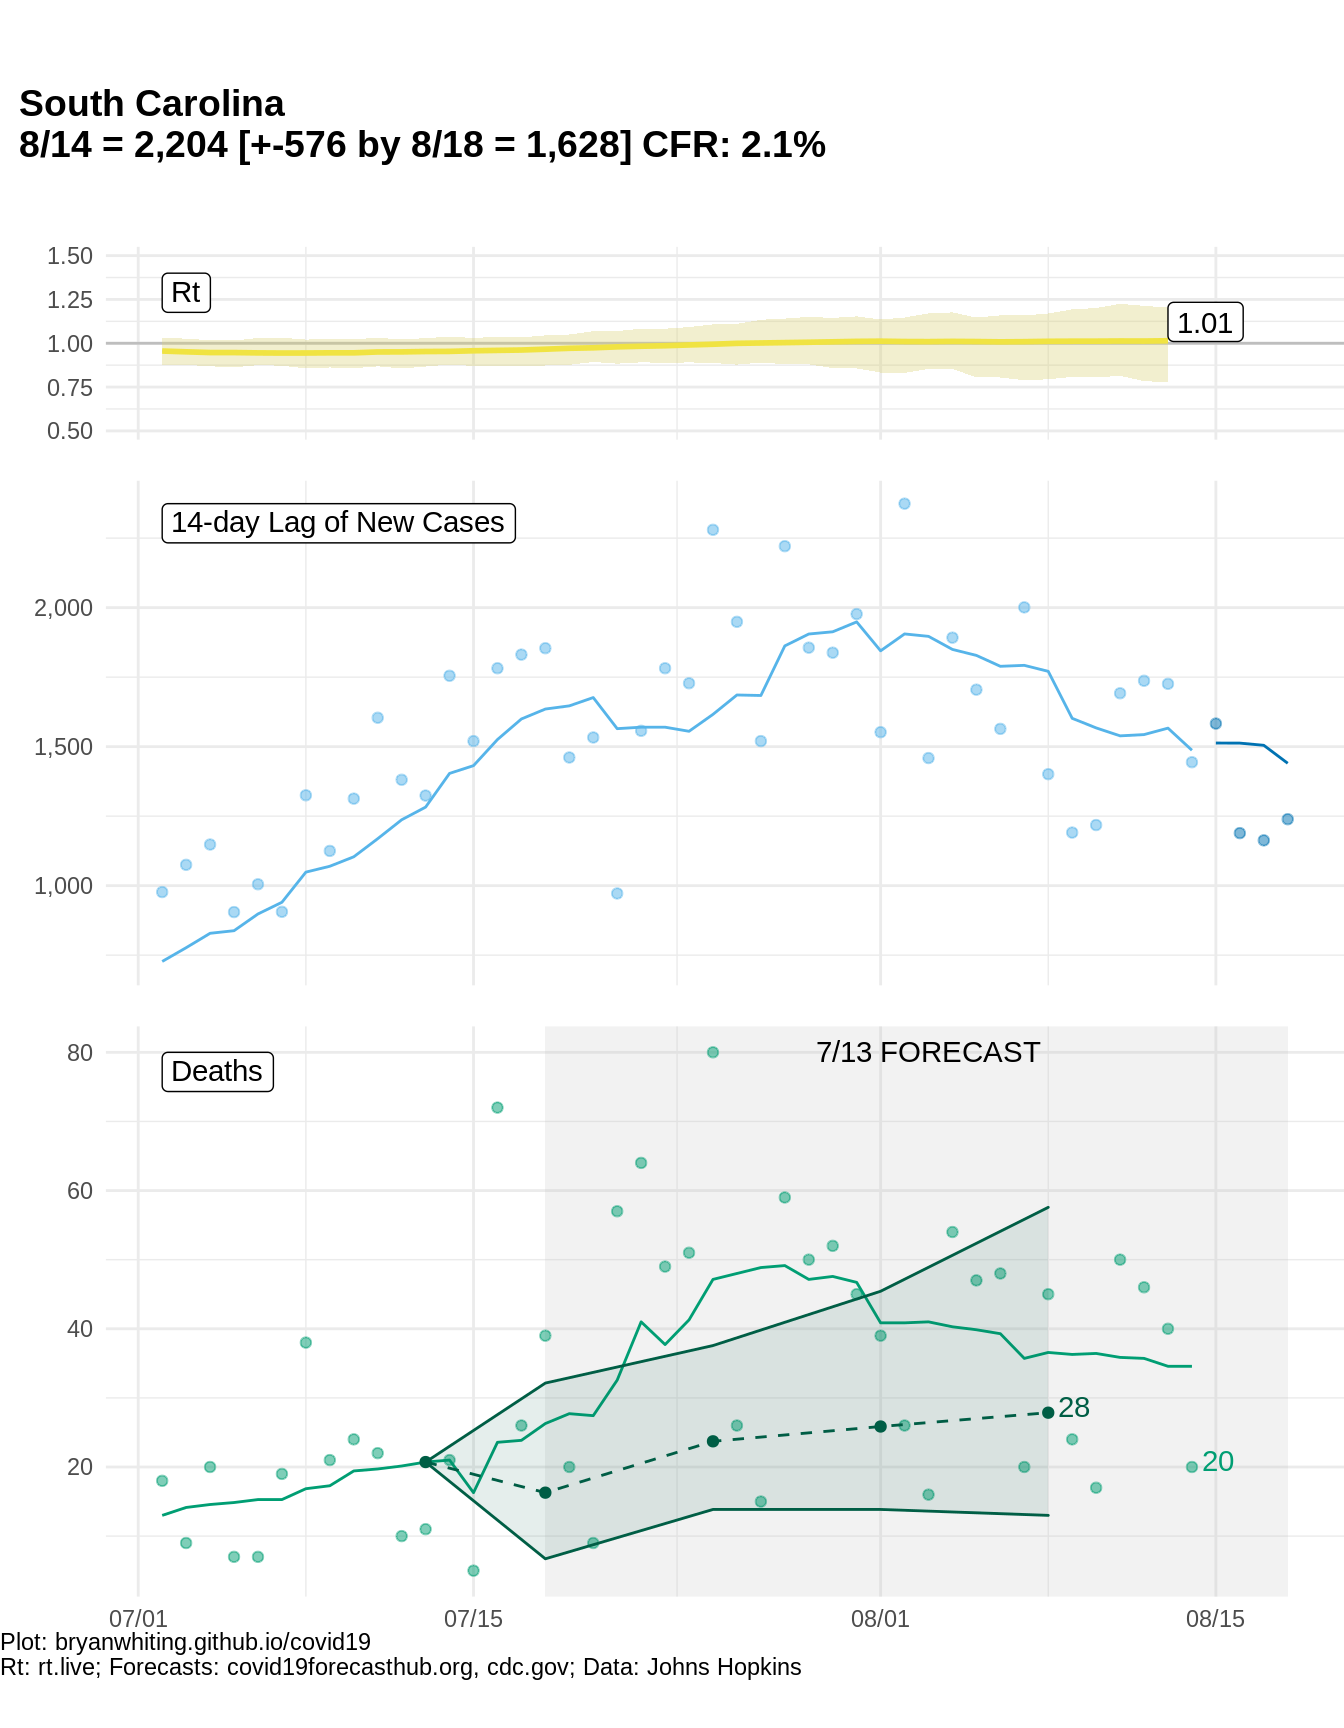 South Carolina
8/14 = 2,204 [+-576 by 8/18 = 1,628] CFR: 2.1%
1.50
1.25
1.00
0.75
0.50
Rt
1.01
14-day Lag of New Cases
2,000
1,500
1,000
Deaths
7/13 FORECAST
80
60
40
20
28
20
07/01
07/15
08/01
08/15
Plot: bryanwhiting.github.io/covid19
Rt: rt.live; Forecasts: covid19forecasthub.org, cdc.gov; Data: Johns Hopkins